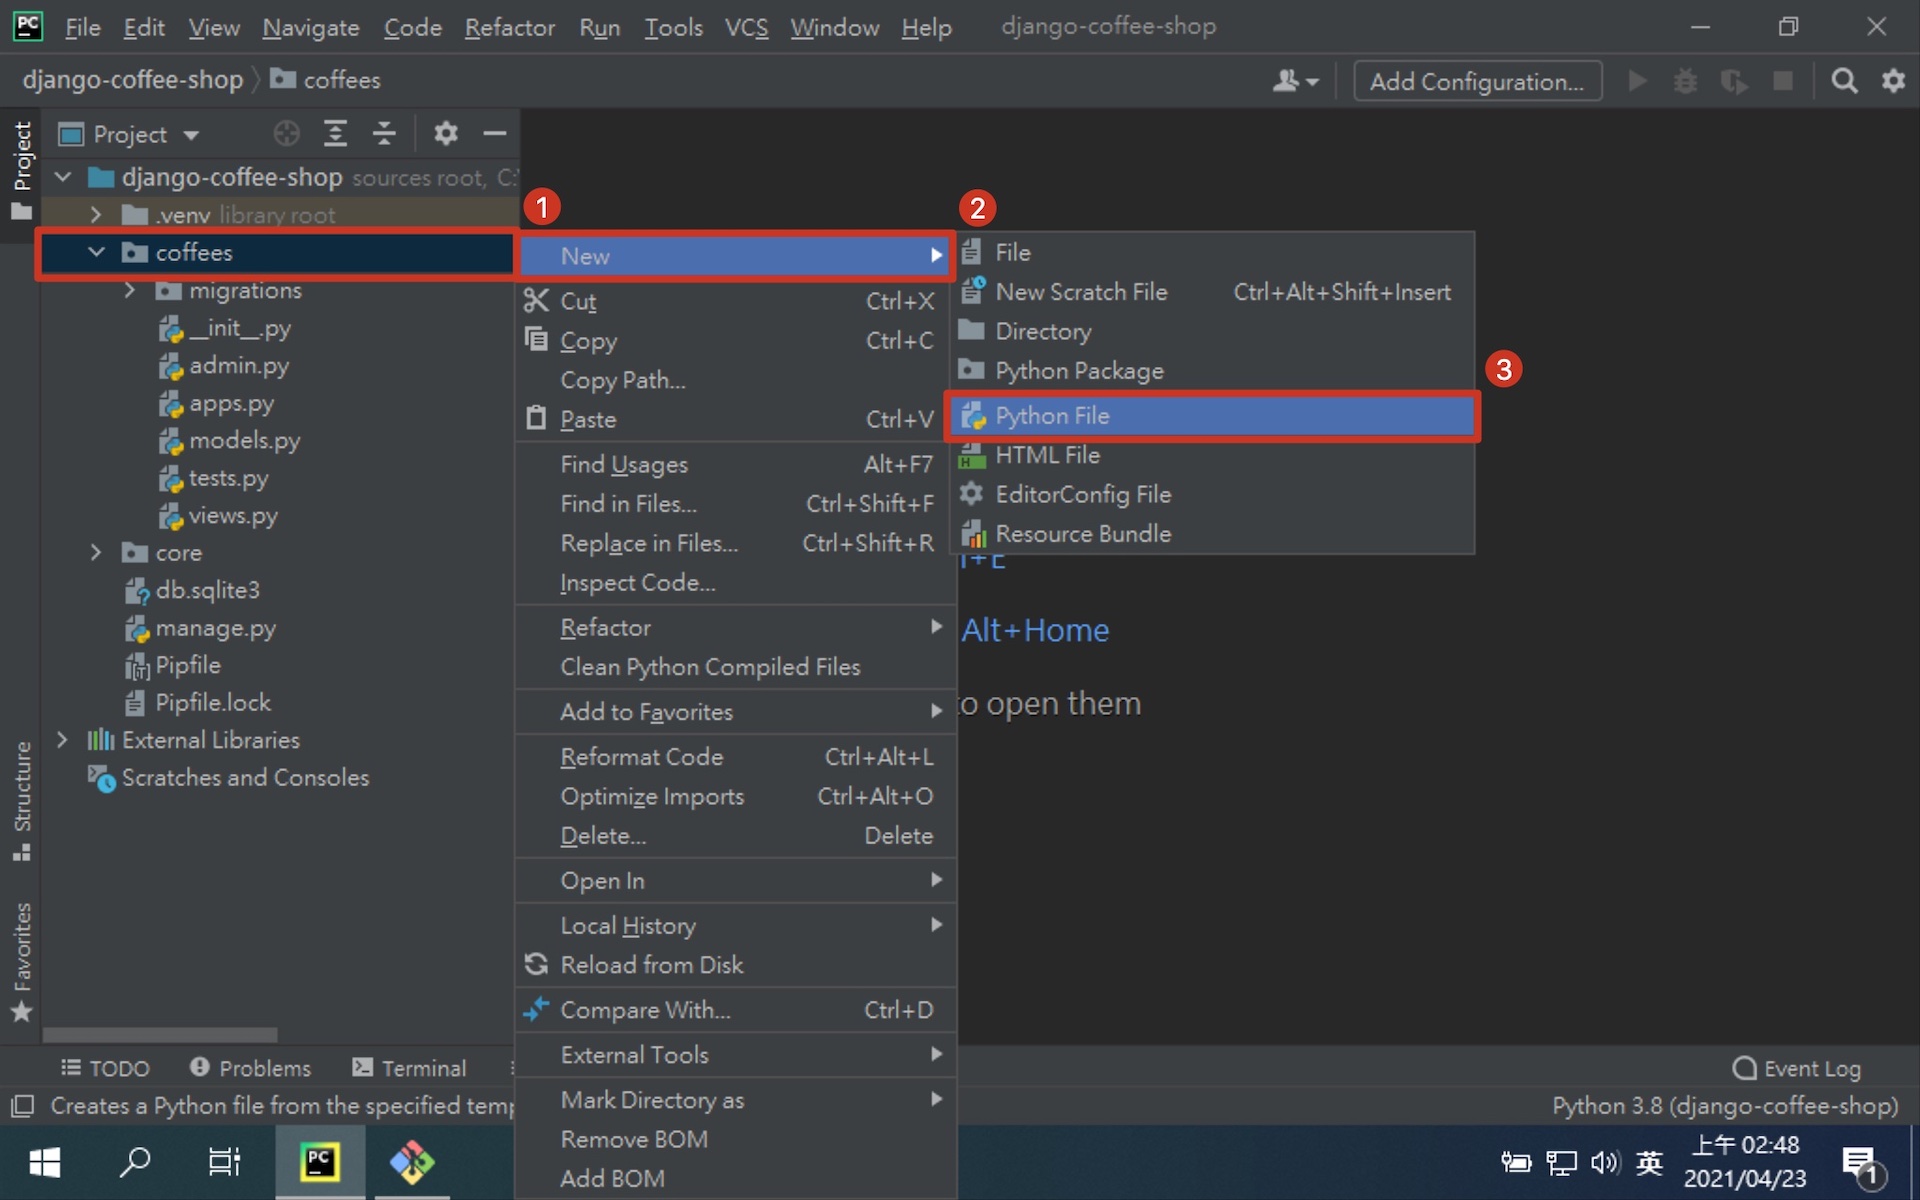 PC File Edit View Navigate Code Refactor Run Tools VCS Window Help django-coffee-shop
django-coffee-shop coffees Add Configuration...
Project
Project
django-coffee-shop sources root, C:
.venv library root
coffees
migrations
__init__.py
admin.py
apps.py
models.py
tests.py
views.py
core
db.sqlite3
manage.py
Pipfile
Pipfile.lock
External Libraries
Scratches and Consoles
Structure
Favorites
1
New
Cut Ctrl+X
Copy Ctrl+C
Copy Path...
Paste Ctrl+V
Find Usages Alt+F7
Find in Files... Ctrl+Shift+F
Replace in Files... Ctrl+Shift+R
Inspect Code...
Refactor
Clean Python Compiled Files
Add to Favorites
Reformat Code Ctrl+Alt+L
Optimize Imports Ctrl+Alt+O
Delete... Delete
Open In
Local History
Reload from Disk
Compare With... Ctrl+D
External Tools
Mark Directory as
Remove BOM
Add BOM
2
File
New Scratch File Ctrl+Alt+Shift+Insert
Directory
Python Package
3
Python File
HTML File
EditorConfig File
Resource Bundle
+E
Alt+Home
to open them
TODO Problems Terminal Event Log
Creates a Python file from the specified temp Python 3.8 (django-coffee-shop)
PC 英 上午 02:48
2021/04/23 1